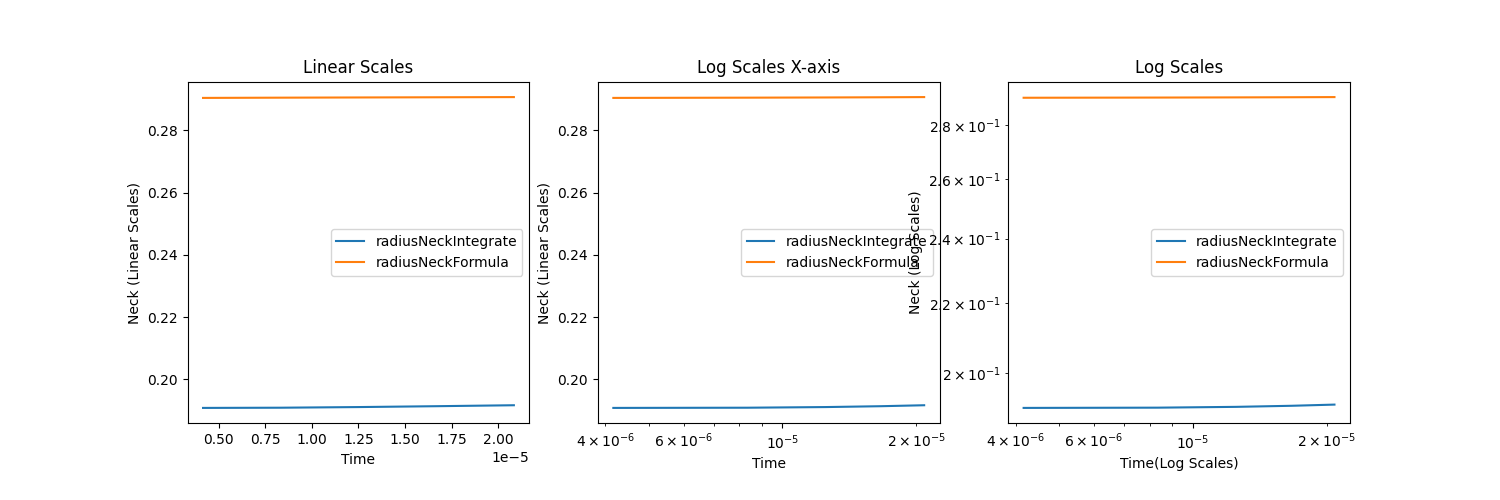 Linear Scales
Neck (Linear Scales)
0.28
0.26
0.24
0.22
0.20
radiusNeckIntegrate
radiusNeckFormula
0.50 0.75 1.00 1.25 1.50 1.75 2.00
1e−5
Time
Log Scales X-axis
Neck (Linear Scales)
0.28
0.26
0.24
0.22
0.20
radiusNeckIntegrate
radiusNeckFormula
4 × 10⁻⁶ 6 × 10⁻⁶ 10⁻⁵ 2 × 10⁻⁵
Time
Log Scales
Neck (Log Scales)
2.8 × 10⁻¹
2.6 × 10⁻¹
2.4 × 10⁻¹
2.2 × 10⁻¹
2 × 10⁻¹
radiusNeckIntegrate
radiusNeckFormula
4 × 10⁻⁶ 6 × 10⁻⁶ 10⁻⁵ 2 × 10⁻⁵
Time(Log Scales)